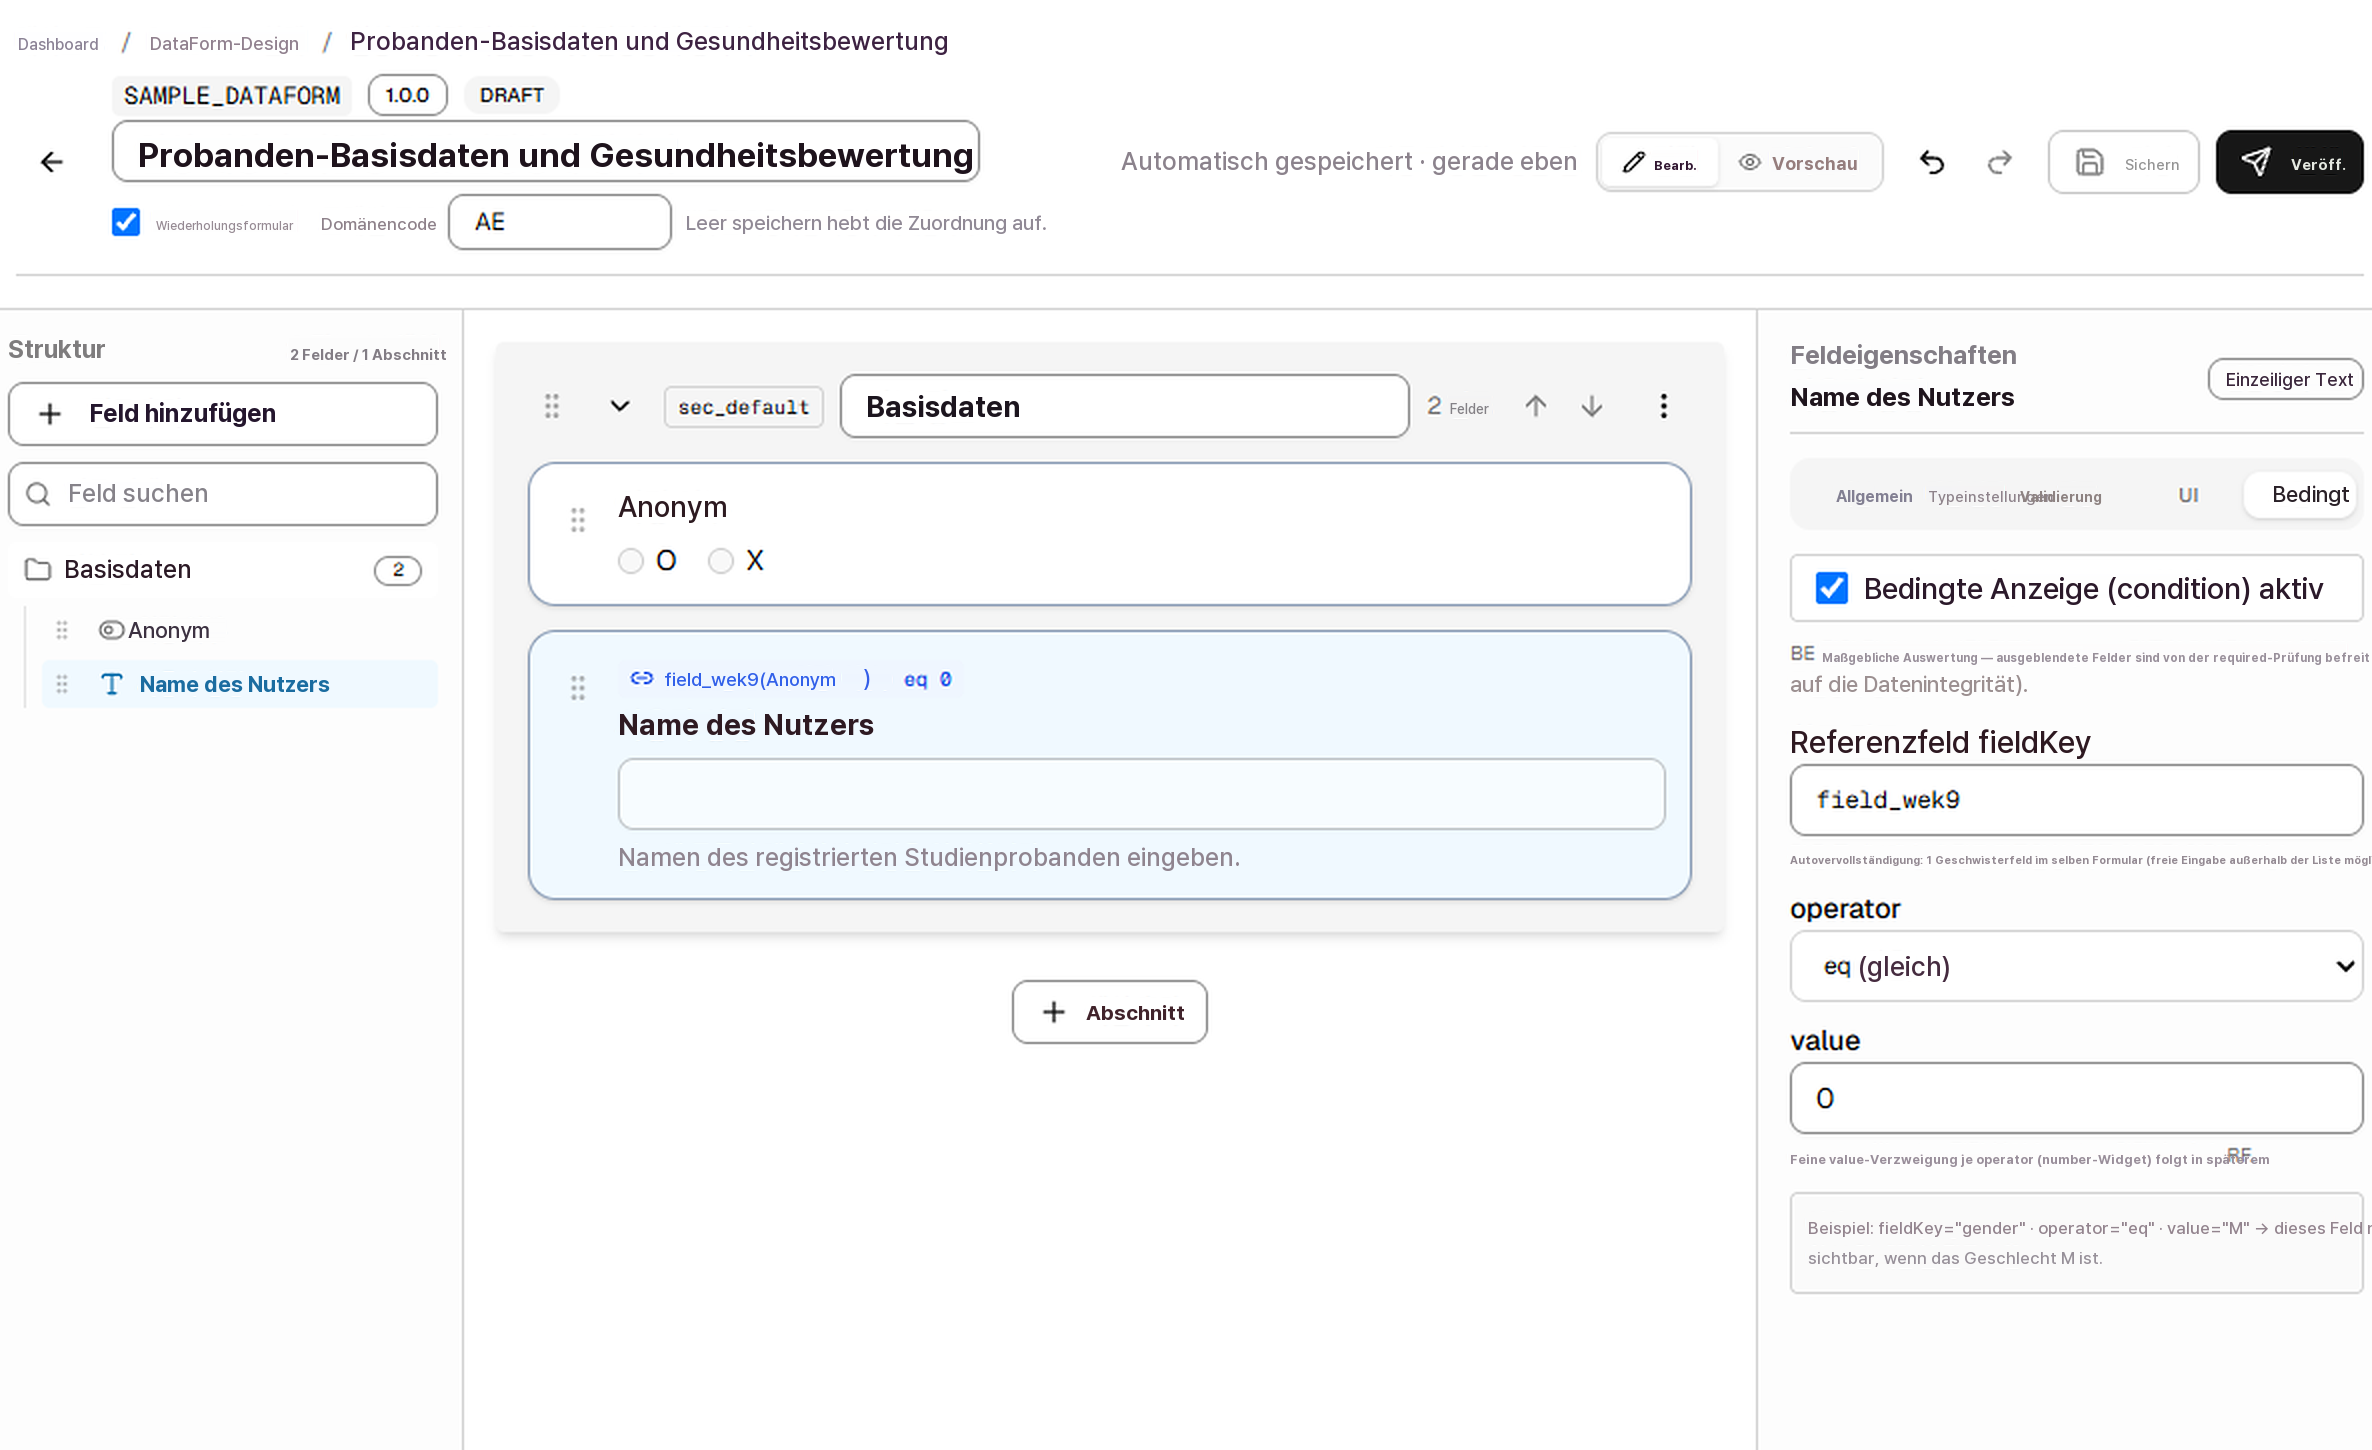 Dashboard / DataForm-Design / Probanden-Basisdaten und Gesundheitsbewertung
SAMPLE_DATAFORM 1.0.0 DRAFT
Probanden-Basisdaten und Gesundheitsbewertung
Automatisch gespeichert · gerade eben Bearb. Vorschau Sichern Veröff.
Wiederholungsformular Domänencode AE Leer speichern hebt die Zuordnung auf.
Struktur 2 Felder / 1 Abschnitt
Feld hinzufügen
Feld suchen
Basisdaten 2
Anonym
Name des Nutzers
sec_default Basisdaten 2 Felder
Anonym
O X
field_wek9(Anonym ) eq 0
Name des Nutzers
Namen des registrierten Studienprobanden eingeben.
Abschnitt
Feldeigenschaften
Name des Nutzers
Einzeiliger Text
Allgemein Typeinstellungen Validierung UI Bedingt
Bedingte Anzeige (condition) aktiv
BE Maßgebliche Auswertung — ausgeblendete Felder sind von der required-Prüfung befreit
auf die Datenintegrität).
Referenzfeld fieldKey
field_wek9
Autovervollständigung: 1 Geschwisterfeld im selben Formular (freie Eingabe außerhalb der Liste mögl
operator
eq (gleich)
value
0
Feine value-Verzweigung je operator (number-Widget) folgt in späterem RF
Beispiel: fieldKey="gender" · operator="eq" · value="M" → dieses Feld
sichtbar, wenn das Geschlecht M ist.